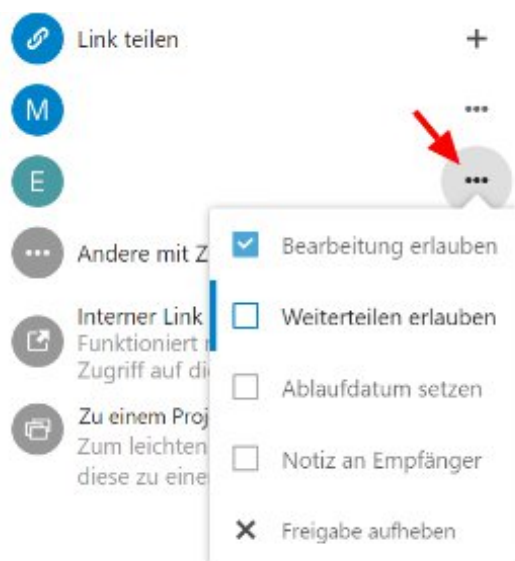 Link teilen
M
E
Andere mit Z
Interner Link
Funktioniert
Zugriff auf di
Zu einem Proj
Zum leichten
diese zu eine
Bearbeitung erlauben
Weiterteilen erlauben
Ablaufdatum setzen
Notiz an Empfänger
Freigabe aufheben